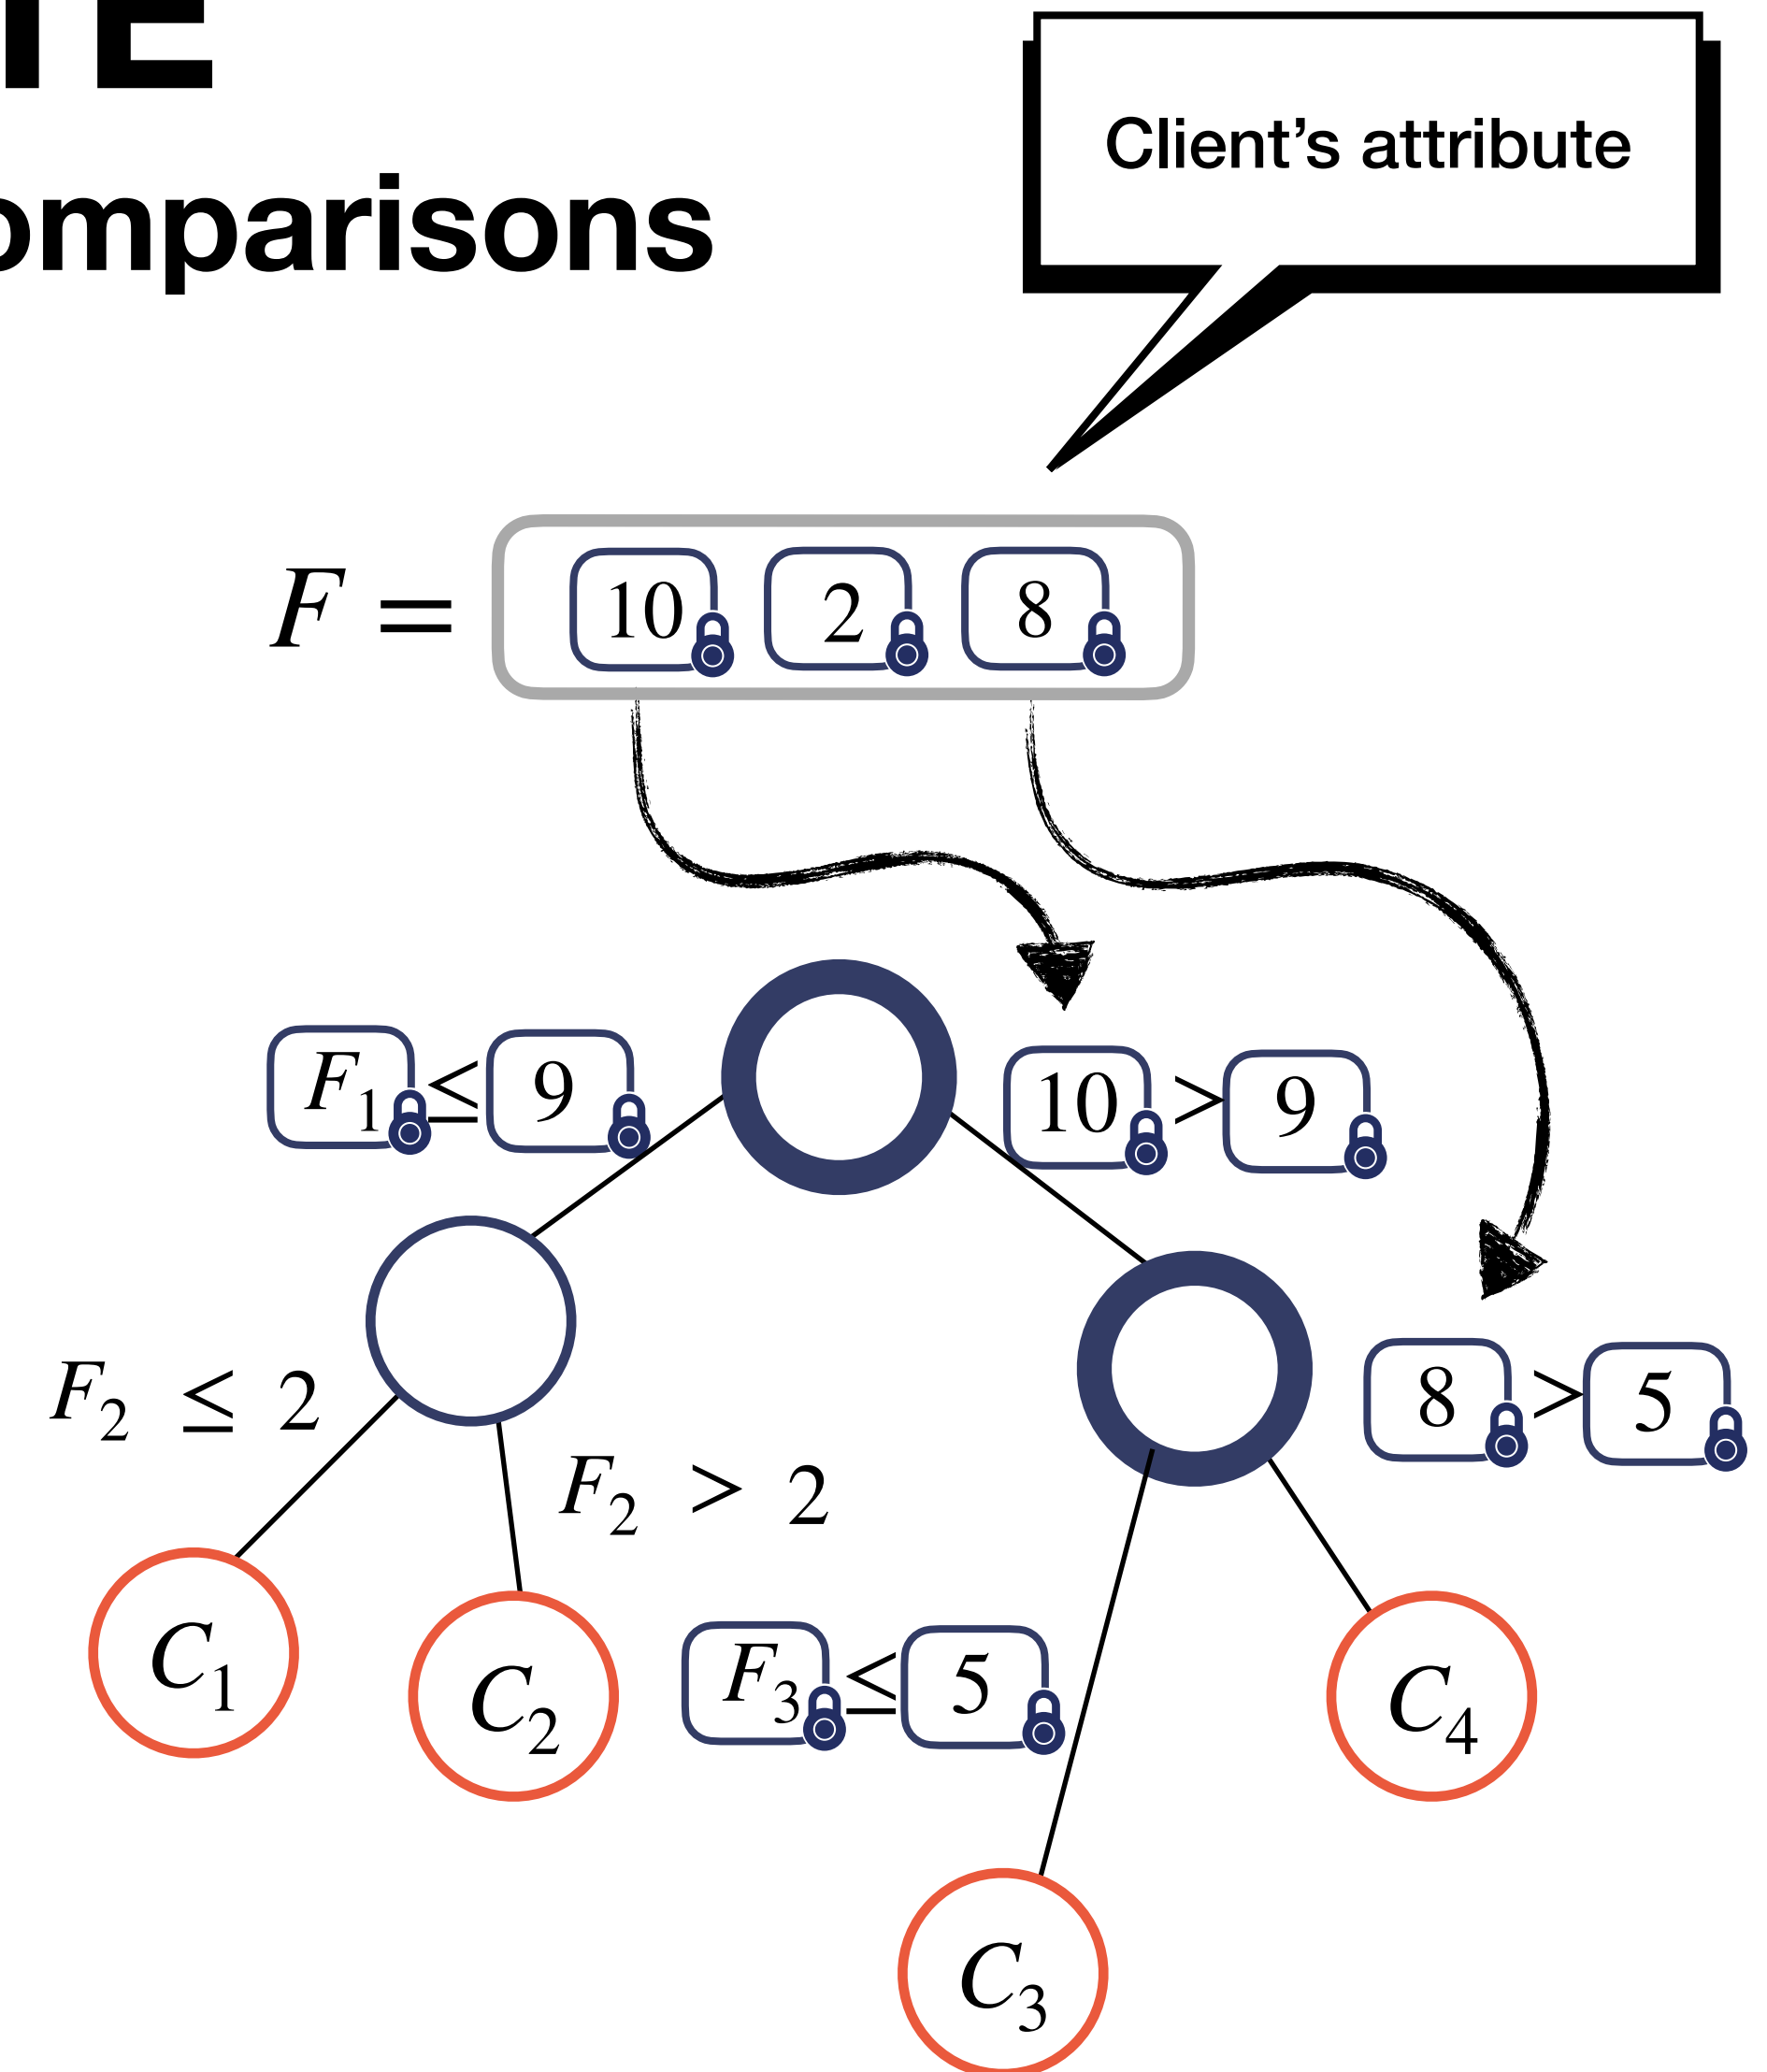 TE
omparisons
Client’s attribute
F = 10 2 8
F₁ ≤ 9
10 > 9
F₂ ≤ 2
8 > 5
F₂ > 2
F₃ ≤ 5
C₁
C₂
C₄
C₃